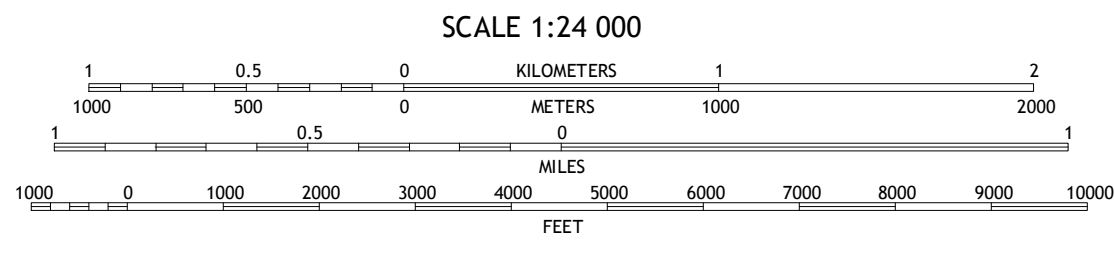 SCALE 1:24 000
1 0.5 0 KILOMETERS 1 2
1000 500 0 METERS 1000 2000
1 0.5 0 1
MILES
1000 0 1000 2000 3000 4000 5000 6000 7000 8000 9000 10000
FEET